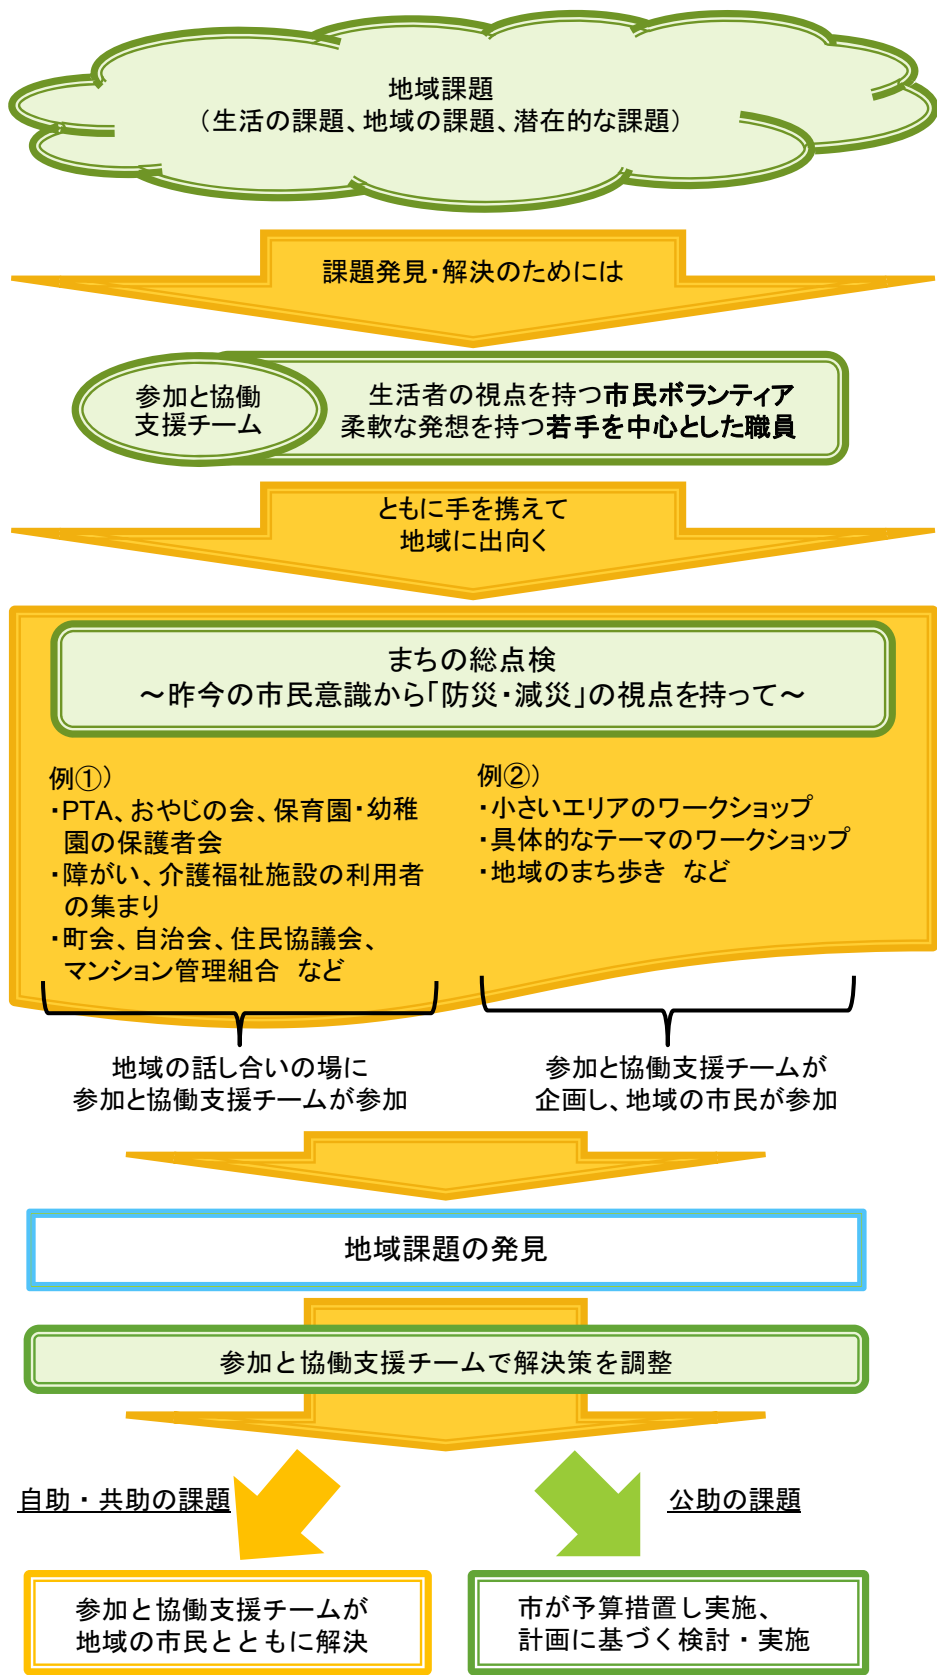 地域課題
（生活の課題、地域の課題、潜在的な課題）
課題発見・解決のためには
参加と協働
支援チーム
生活者の視点を持つ市民ボランティア
柔軟な発想を持つ若手を中心とした職員
ともに手を携えて
地域に出向く
まちの総点検
～昨今の市民意識から「防災・減災」の視点を持って～
例①）
・PTA、おやじの会、保育園・幼稚
園の保護者会
・障がい、介護福祉施設の利用者
の集まり
・町会、自治会、住民協議会、
マンション管理組合　など
例②）
・小さいエリアのワークショップ
・具体的なテーマのワークショップ
・地域のまち歩き　など
地域の話し合いの場に
参加と協働支援チームが参加
参加と協働支援チームが
企画し、地域の市民が参加
地域課題の発見
参加と協働支援チームで解決策を調整
自助・共助の課題
公助の課題
参加と協働支援チームが
地域の市民とともに解決
市が予算措置し実施、
計画に基づく検討・実施